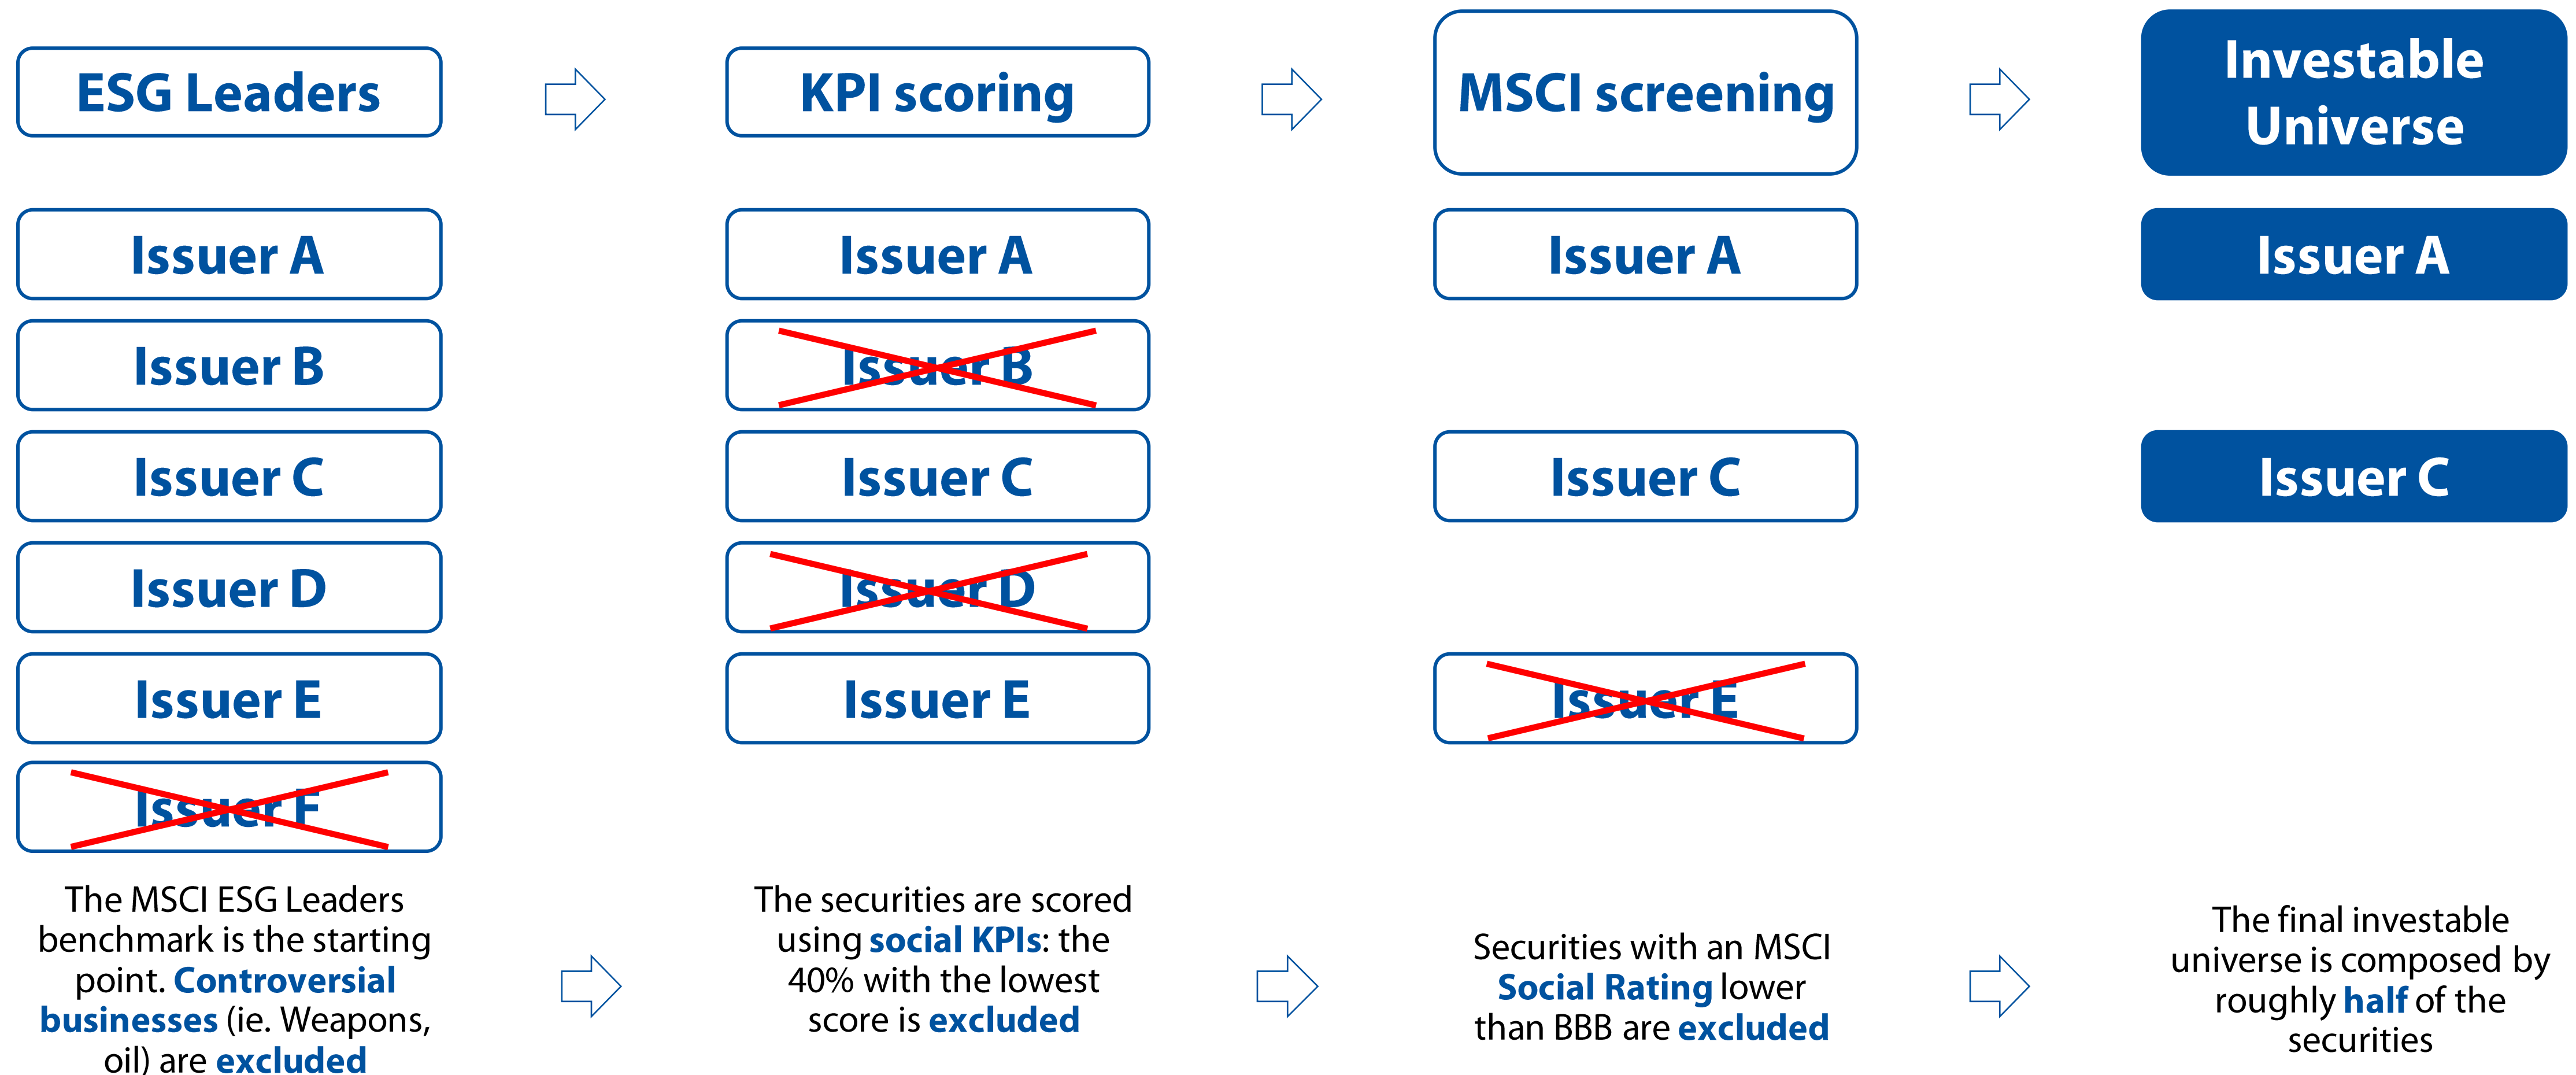 ESG Leaders
KPI scoring
MSCI screening
Investable
Universe
Issuer A
Issuer A
Issuer A
Issuer A
Issuer B
Issuer B
Issuer C
Issuer C
Issuer C
Issuer C
Issuer D
Issuer D
Issuer E
Issuer E
Issuer E
Issuer F
The MSCI ESG Leaders
benchmark is the starting
point. Controversial
businesses (ie. Weapons,
oil) are excluded
The securities are scored
using social KPIs: the
40% with the lowest
score is excluded
Securities with an MSCI
Social Rating lower
than BBB are excluded
The final investable
universe is composed by
roughly half of the
securities